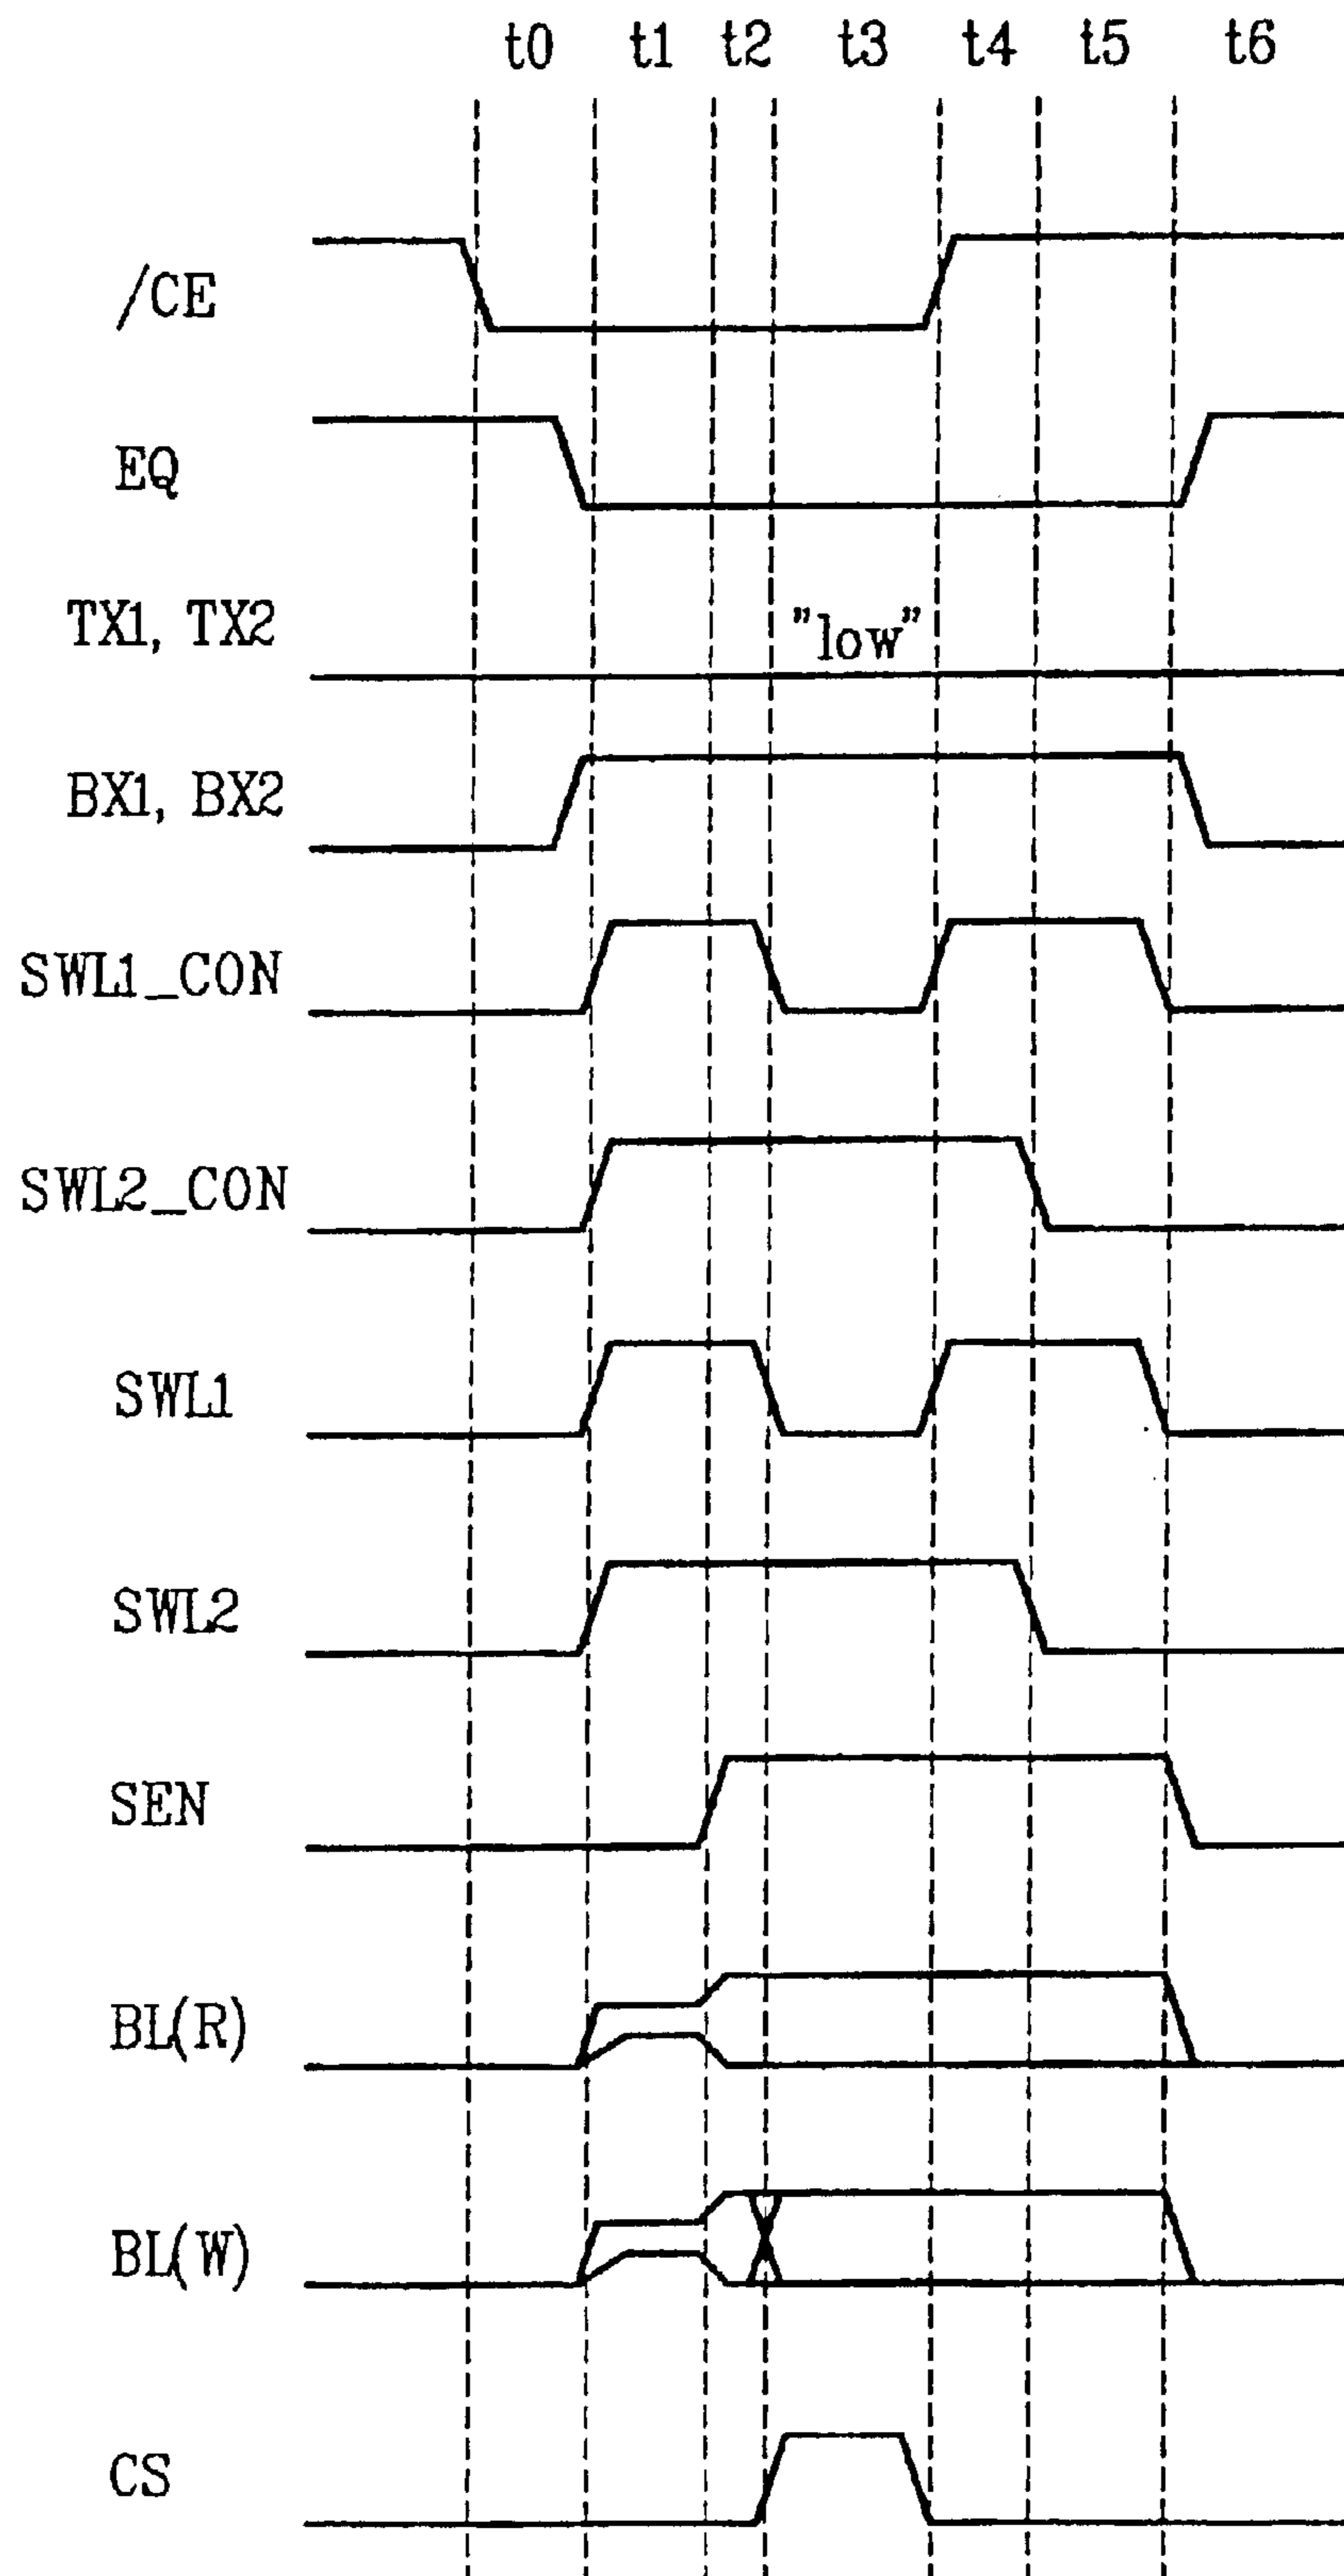 t0 t1 t2 t3 t4 t5 t6
/CE
EQ
TX1, TX2 "low"
BX1, BX2
SWL1_CON
SWL2_CON
SWL1
SWL2
SEN
BL(R)
BL(W)
CS